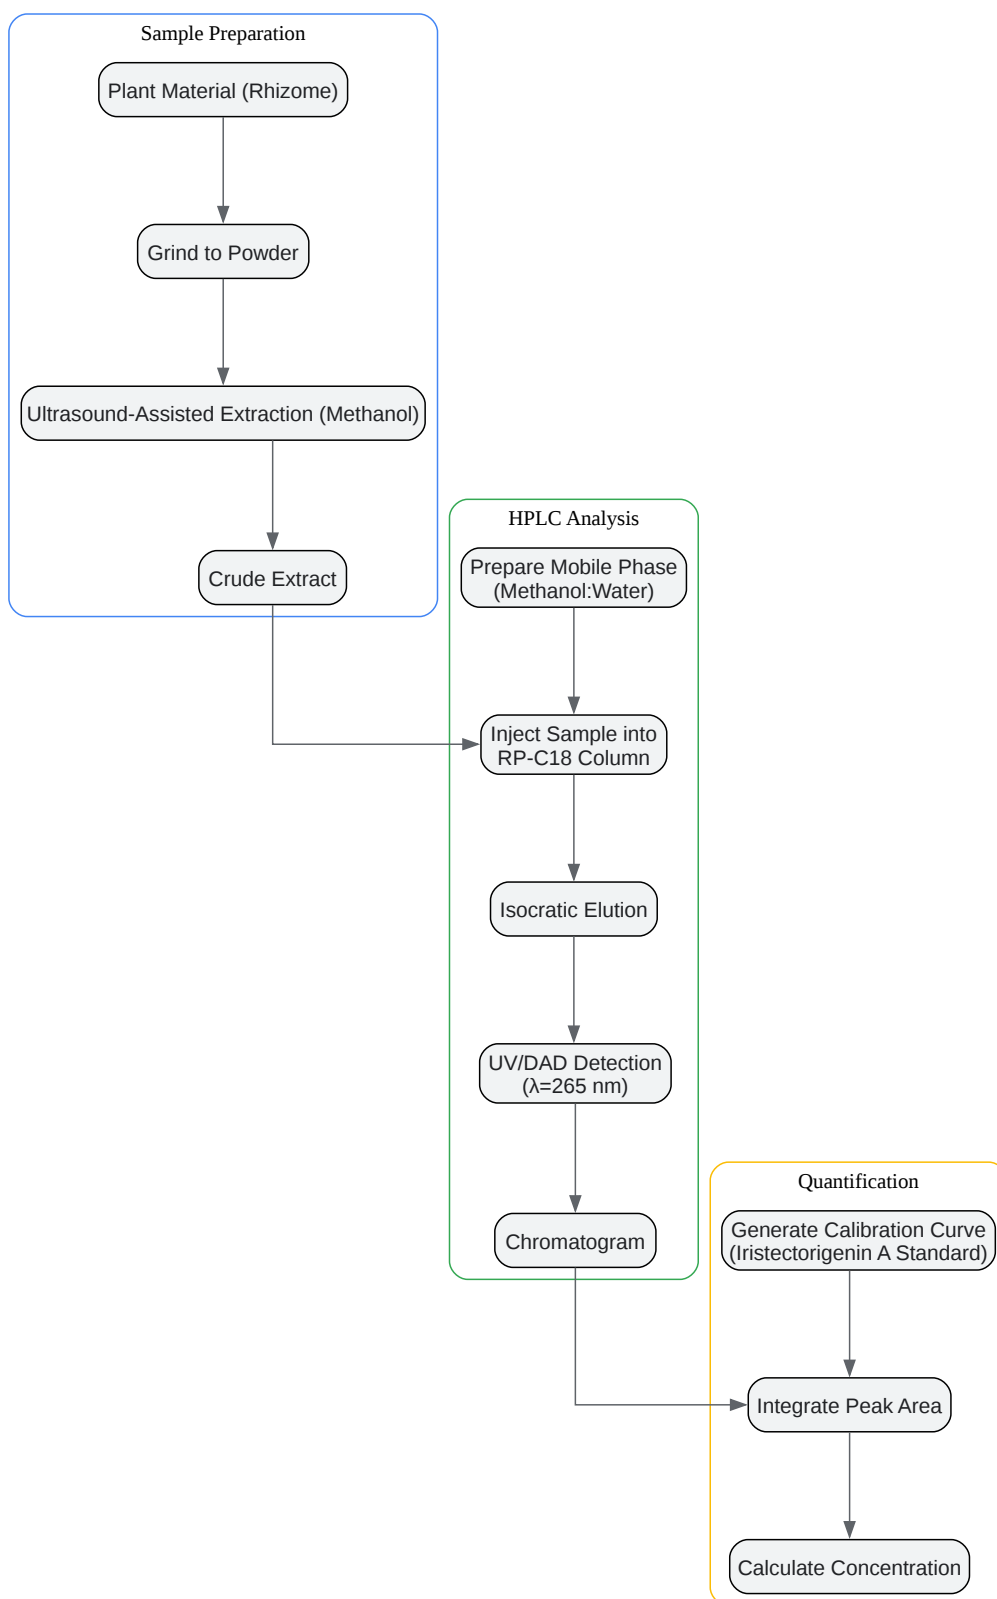 Sample Preparation
Plant Material (Rhizome)
Grind to Powder
Ultrasound-Assisted Extraction (Methanol)
Crude Extract
HPLC Analysis
Prepare Mobile Phase
(Methanol:Water)
Inject Sample into
RP-C18 Column
Isocratic Elution
UV/DAD Detection
(λ=265 nm)
Chromatogram
Quantification
Generate Calibration Curve
(Iristectorigenin A Standard)
Integrate Peak Area
Calculate Concentration